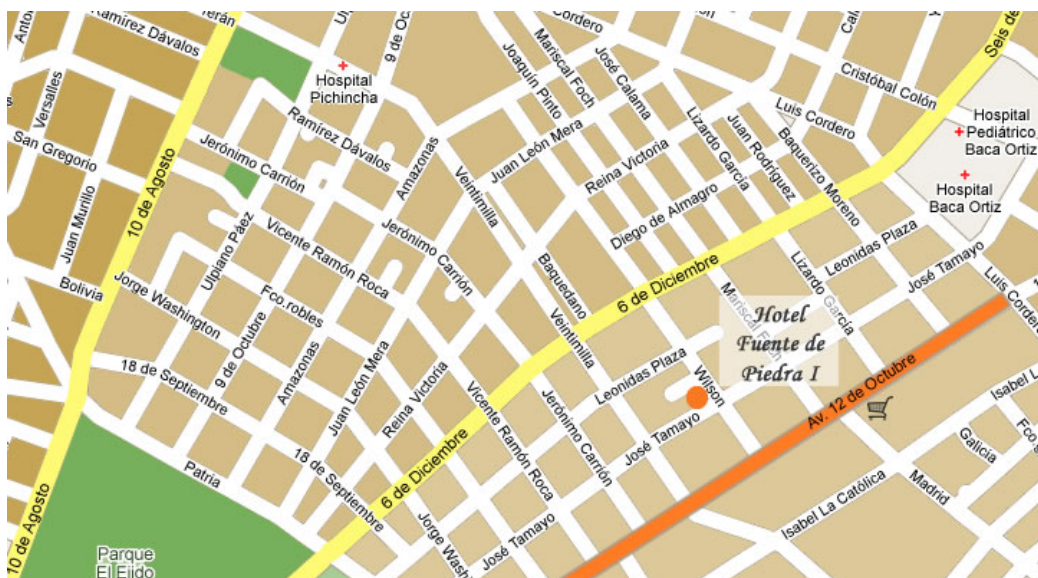 Ramírez Dávalos
Terán
9 de Oct
Cordero
Seis de
Versalles
Hospital
Pichincha
Joaquín Pinto
Mariscal Foch
José Calama
Cristóbal Colón
Hospital
Pediátrico
Baca Ortiz
San Gregorio
Jerónimo Carrión
Ramírez Dávalos
Amazonas
Juan León Mera
Reina Victoria
Lizardo García
Juan Rodríguez
Luis Cordero
Baquerizo Moreno
Hospital
Baca Ortiz
10 de Agosto
Juan Murillo
Veintimilla
Diego de Almagro
Ulpiano Páez
Vicente Ramón Roca
Jerónimo Carrión
Leonidas Plaza
José Tamayo
Bolivia
Jorge Washington
Fco.robles
Baquedano
6 de Diciembre
Lizardo García
Luis Cordero
Mariscal Foch
Hotel
Fuente de
Piedra I
18 de Septiembre
9 de Octubre
Amazonas
Juan León Mera
Reina Victoria
Veintimilla
Leonidas Plaza
Wilson
Av. 12 de Octubre
Isabel L
Vicente Ramón Roca
Jerónimo Carrión
José Tamayo
Galicia
Fco.
Patria
18 de Septiembre
6 de Diciembre
Isabel La Católica
Madrid
10 de Agosto
Jorge Wash
José Tamayo
Parque
El Ejido